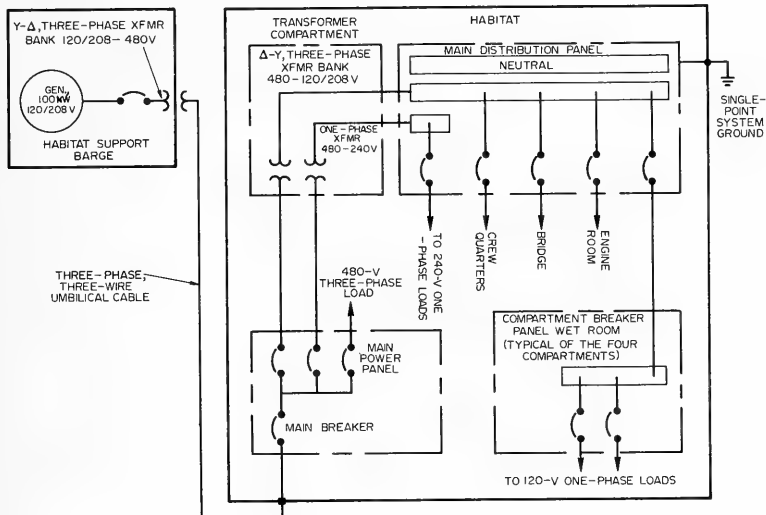 Y-Δ, THREE-PHASE XFMR
BANK 120/208-480V
GEN,
100 KW
120/208 V
HABITAT SUPPORT
BARGE
THREE-PHASE,
THREE-WIRE
UMBILICAL CABLE
TRANSFORMER
COMPARTMENT
Δ-Y, THREE-PHASE
XFMR BANK
480-120/208 V
ONE-PHASE
XFMR
480-240V
HABITAT
MAIN DISTRIBUTION PANEL
NEUTRAL
SINGLE-
POINT
SYSTEM
GROUND
TO 240-V ONE
-PHASE LOADS
CREW
QUARTERS
BRIDGE
ENGINE
ROOM
480-V
THREE-PHASE
LOAD
MAIN
POWER
PANEL
MAIN BREAKER
COMPARTMENT BREAKER
PANEL WET ROOM
(TYPICAL OF THE FOUR
COMPARTMENTS)
TO 120-V ONE-PHASE LOADS